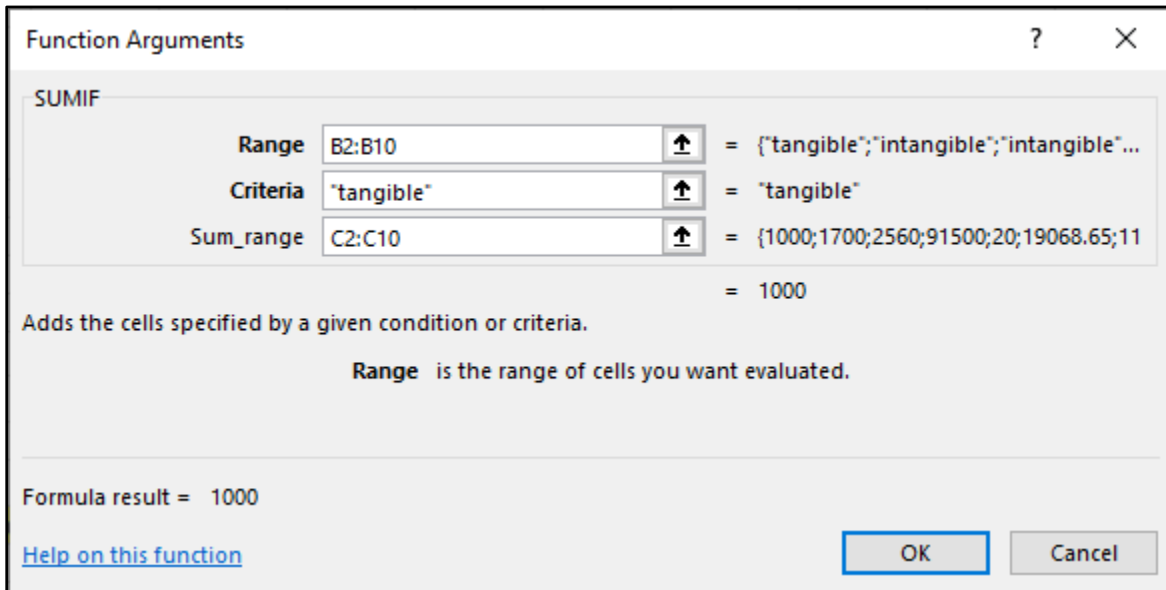 Function Arguments ? ×
SUMIF
Range B2:B10 = {"tangible";"intangible";"intangible"...
Criteria "tangible" = "tangible"
Sum_range C2:C10 = {1000;1700;2560;91500;20;19068.65;11
= 1000
Adds the cells specified by a given condition or criteria.
Range is the range of cells you want evaluated.
Formula result = 1000
Help on this function OK Cancel